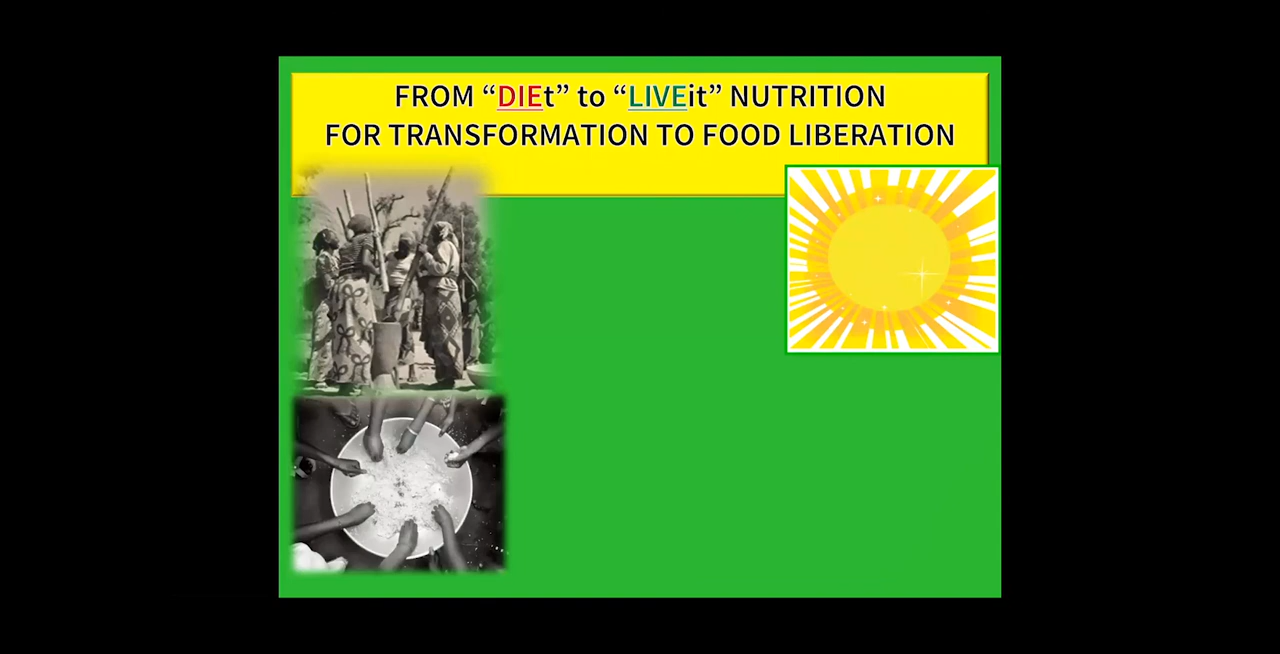 FROM “DIEt” to “LIVEit” NUTRITION
FOR TRANSFORMATION TO FOOD LIBERATION